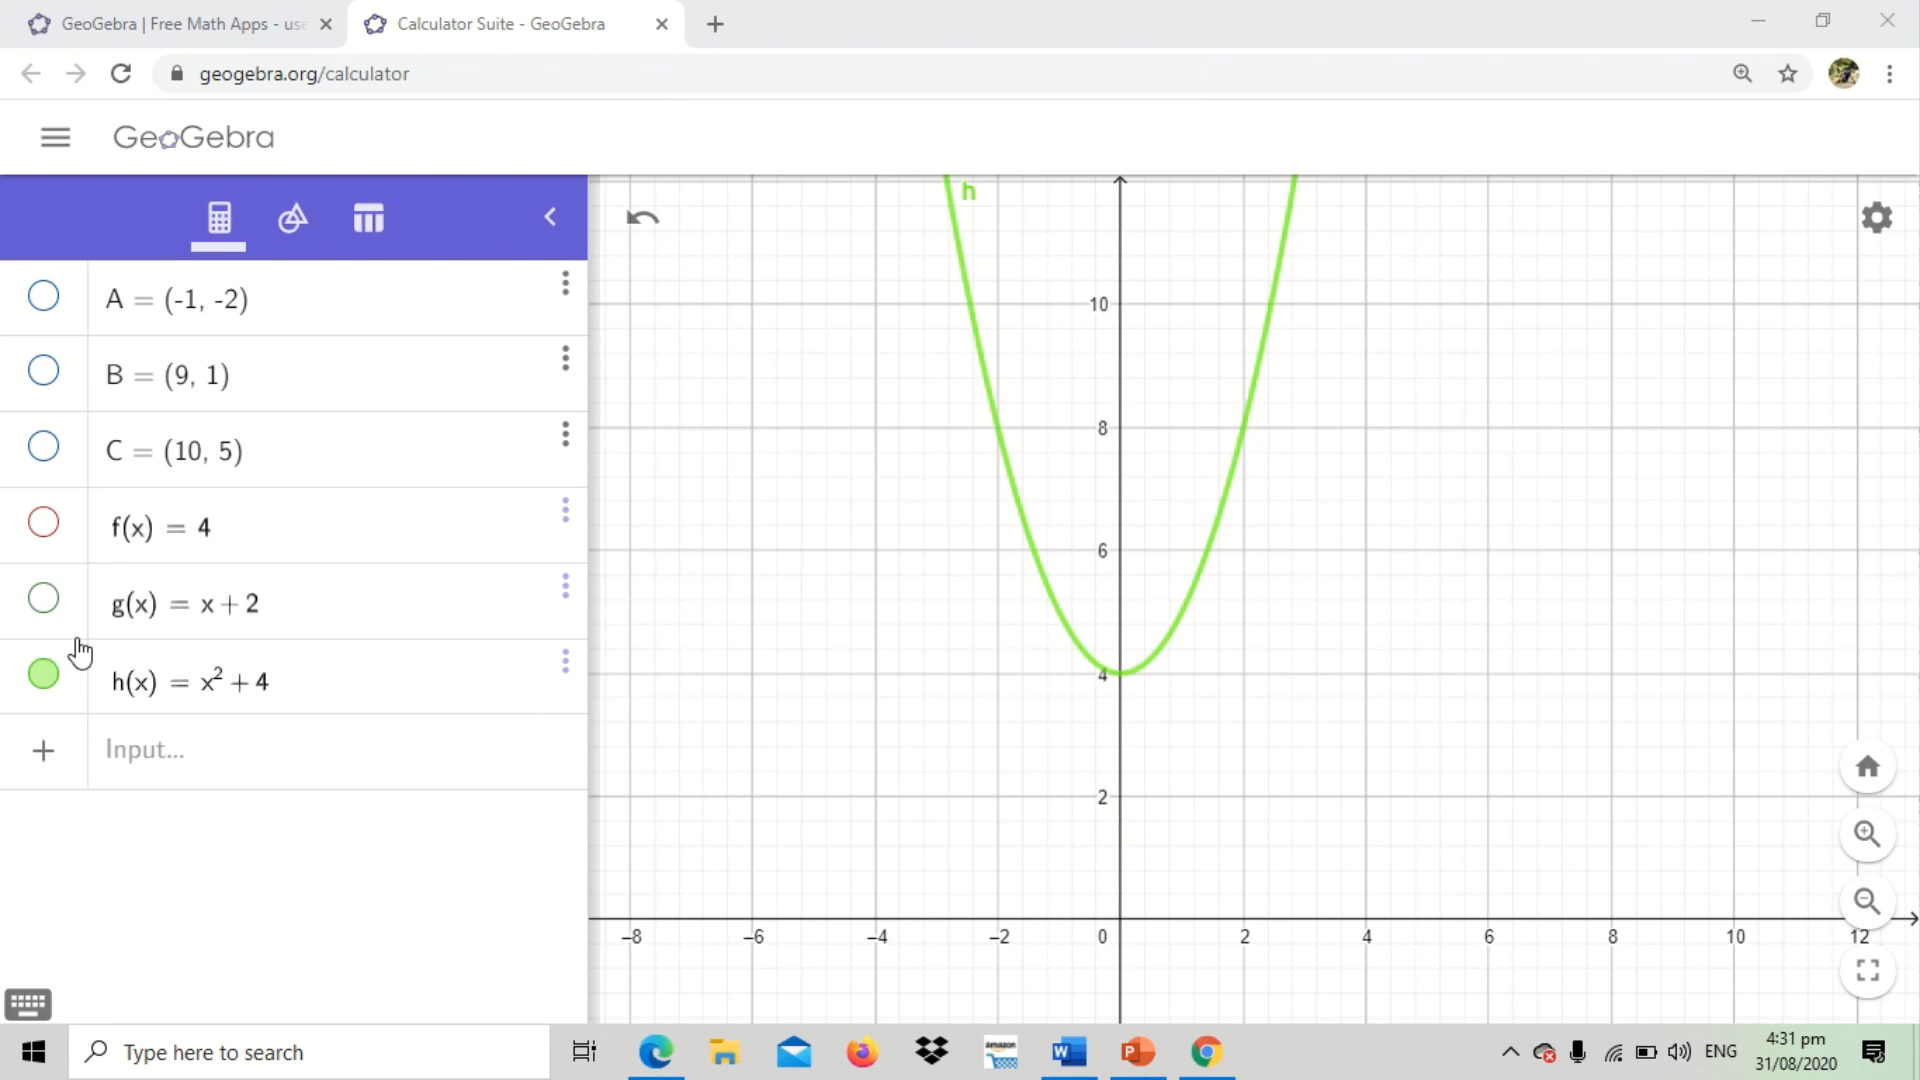 GeoGebra | Free Math Apps - use
Calculator Suite - GeoGebra
geogebra.org/calculator
GeoGebra
A = (-1, -2)
B = (9, 1)
C = (10, 5)
f(x) = 4
g(x) = x + 2
h(x) = x² + 4
Input...
h
10
8
6
4
2
−8 −6 −4 −2 0 2 4 6 8 10 12
Type here to search
amazon
W
P
ENG
4:31 pm
31/08/2020